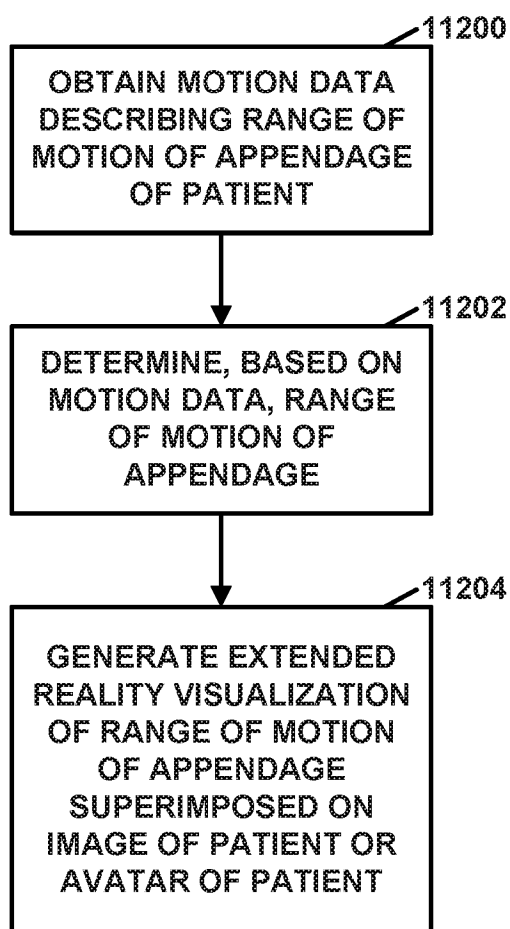 11200
OBTAIN MOTION DATA
DESCRIBING RANGE OF
MOTION OF APPENDAGE
OF PATIENT
11202
DETERMINE, BASED ON
MOTION DATA, RANGE
OF MOTION OF
APPENDAGE
11204
GENERATE EXTENDED
REALITY VISUALIZATION
OF RANGE OF MOTION
OF APPENDAGE
SUPERIMPOSED ON
IMAGE OF PATIENT OR
AVATAR OF PATIENT